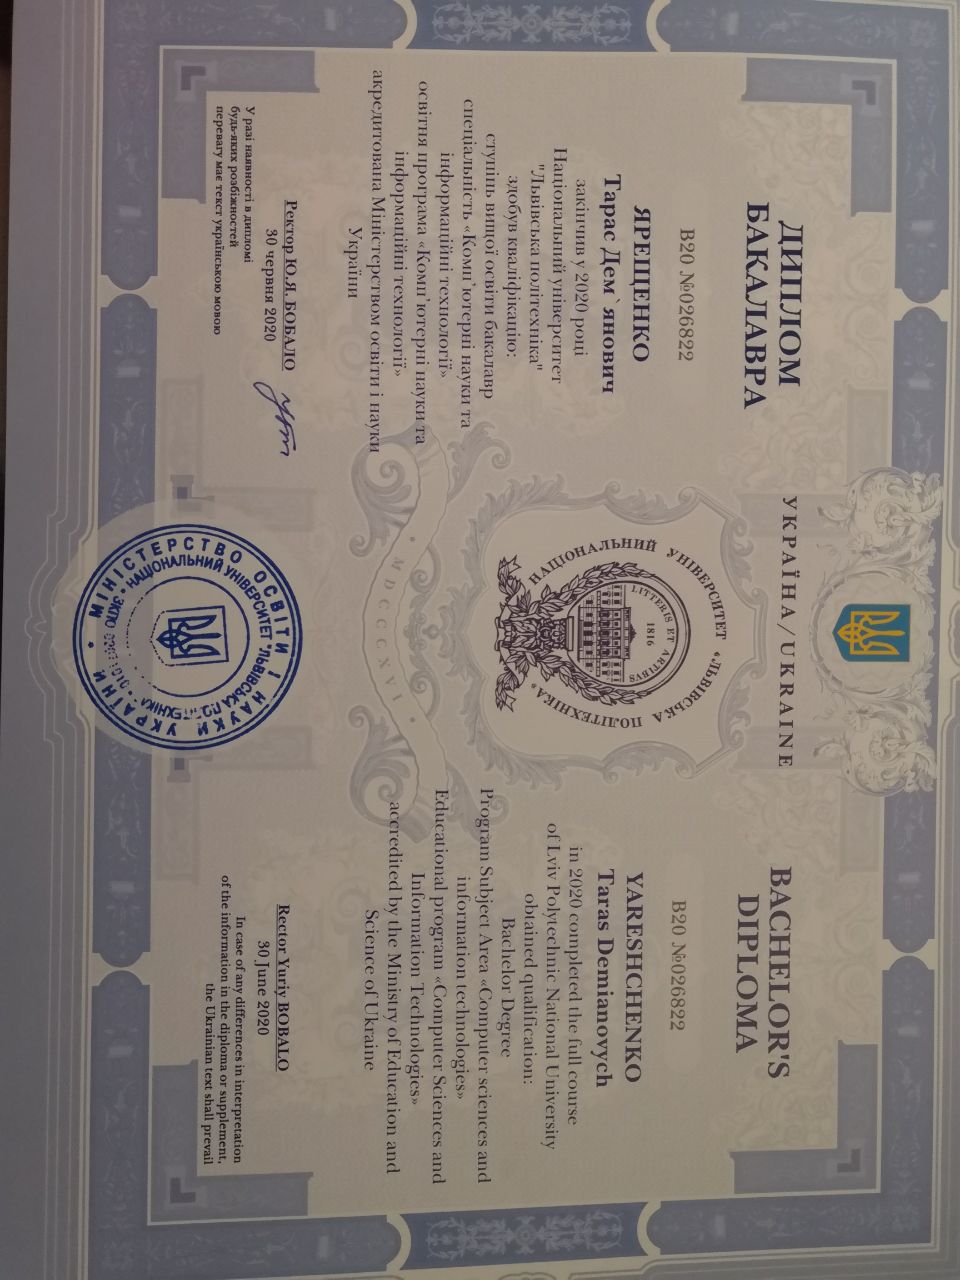 УКРАЇНА / UKRAINE
ДИПЛОМ
БАКАЛАВРА
В20 №026822
ЯРЕЩЕНКО
Тарас Дем`янович
закінчив у 2020 році
Національний університет
"Львівська політехніка"
здобув кваліфікацію:
ступінь вищої освіти бакалавр
спеціальність «Комп'ютерні науки та
інформаційні технології»
освітня програма «Комп'ютерні науки та
інформаційні технології»
акредитована Міністерством освіти і науки
України
Ректор Ю.Я. БОБАЛО
30 червня 2020
У разі наявності в дипломі
будь-яких розбіжностей
перевагу має текст українською мовою
НАЦІОНАЛЬНИЙ УНІВЕРСИТЕТ "ЛЬВІВСЬКА ПОЛІТЕХНІКА"
LITTERIS ET ARTIBVS
1816
MDCCCXVI
МІНІСТЕРСТВО ОСВІТИ І НАУКИ УКРАЇНИ
НАЦІОНАЛЬНИЙ УНІВЕРСИТЕТ "ЛЬВІВСЬКА ПОЛІТЕХНІКА"
BACHELOR'S
DIPLOMA
B20 №026822
YARESHCHENKO
Taras Demianovych
in 2020 completed the full course
of Lviv Polytechnic National University
obtained qualification:
Bachelor Degree
Program Subject Area «Computer sciences and
information technologies»
Educational program «Computer Sciences and
Information Technologies»
accredited by the Ministry of Education and
Science of Ukraine
Rector Yuriy BOBALO
30 June 2020
In case of any differences in interpretation
of the information in the diploma or supplement,
the Ukrainian text shall prevail